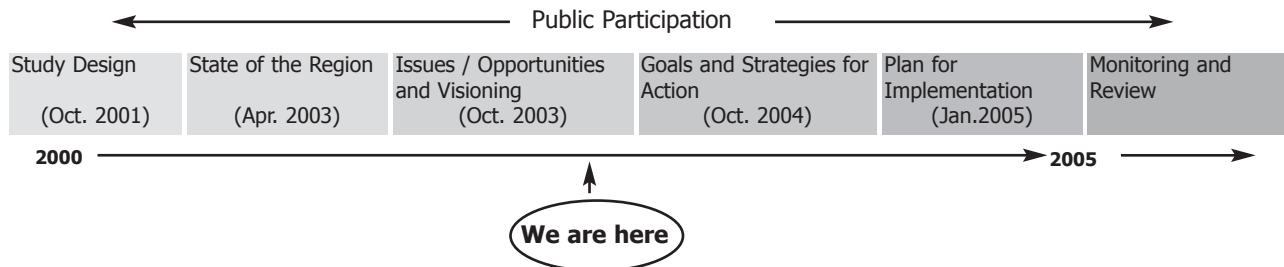 Public Participation
Study Design
(Oct. 2001)
State of the Region
(Apr. 2003)
Issues / Opportunities
and Visioning
(Oct. 2003)
Goals and Strategies for
Action
(Oct. 2004)
Plan for
Implementation
(Jan.2005)
Monitoring and
Review
2000
2005
We are here